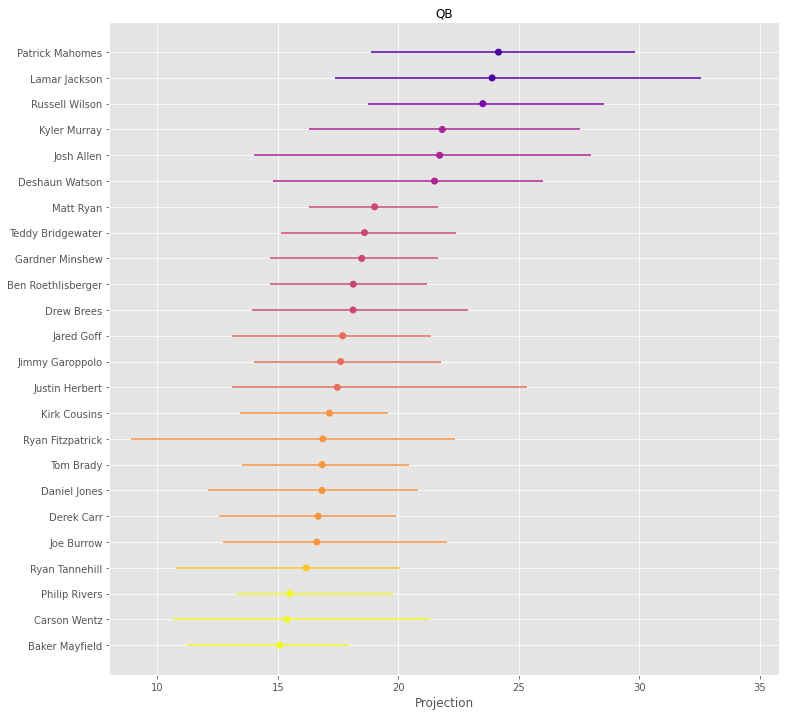 QB
Patrick Mahomes
Lamar Jackson
Russell Wilson
Kyler Murray
Josh Allen
Deshaun Watson
Matt Ryan
Teddy Bridgewater
Gardner Minshew
Ben Roethlisberger
Drew Brees
Jared Goff
Jimmy Garoppolo
Justin Herbert
Kirk Cousins
Ryan Fitzpatrick
Tom Brady
Daniel Jones
Derek Carr
Joe Burrow
Ryan Tannehill
Philip Rivers
Carson Wentz
Baker Mayfield
10 15 20 25 30 35
Projection